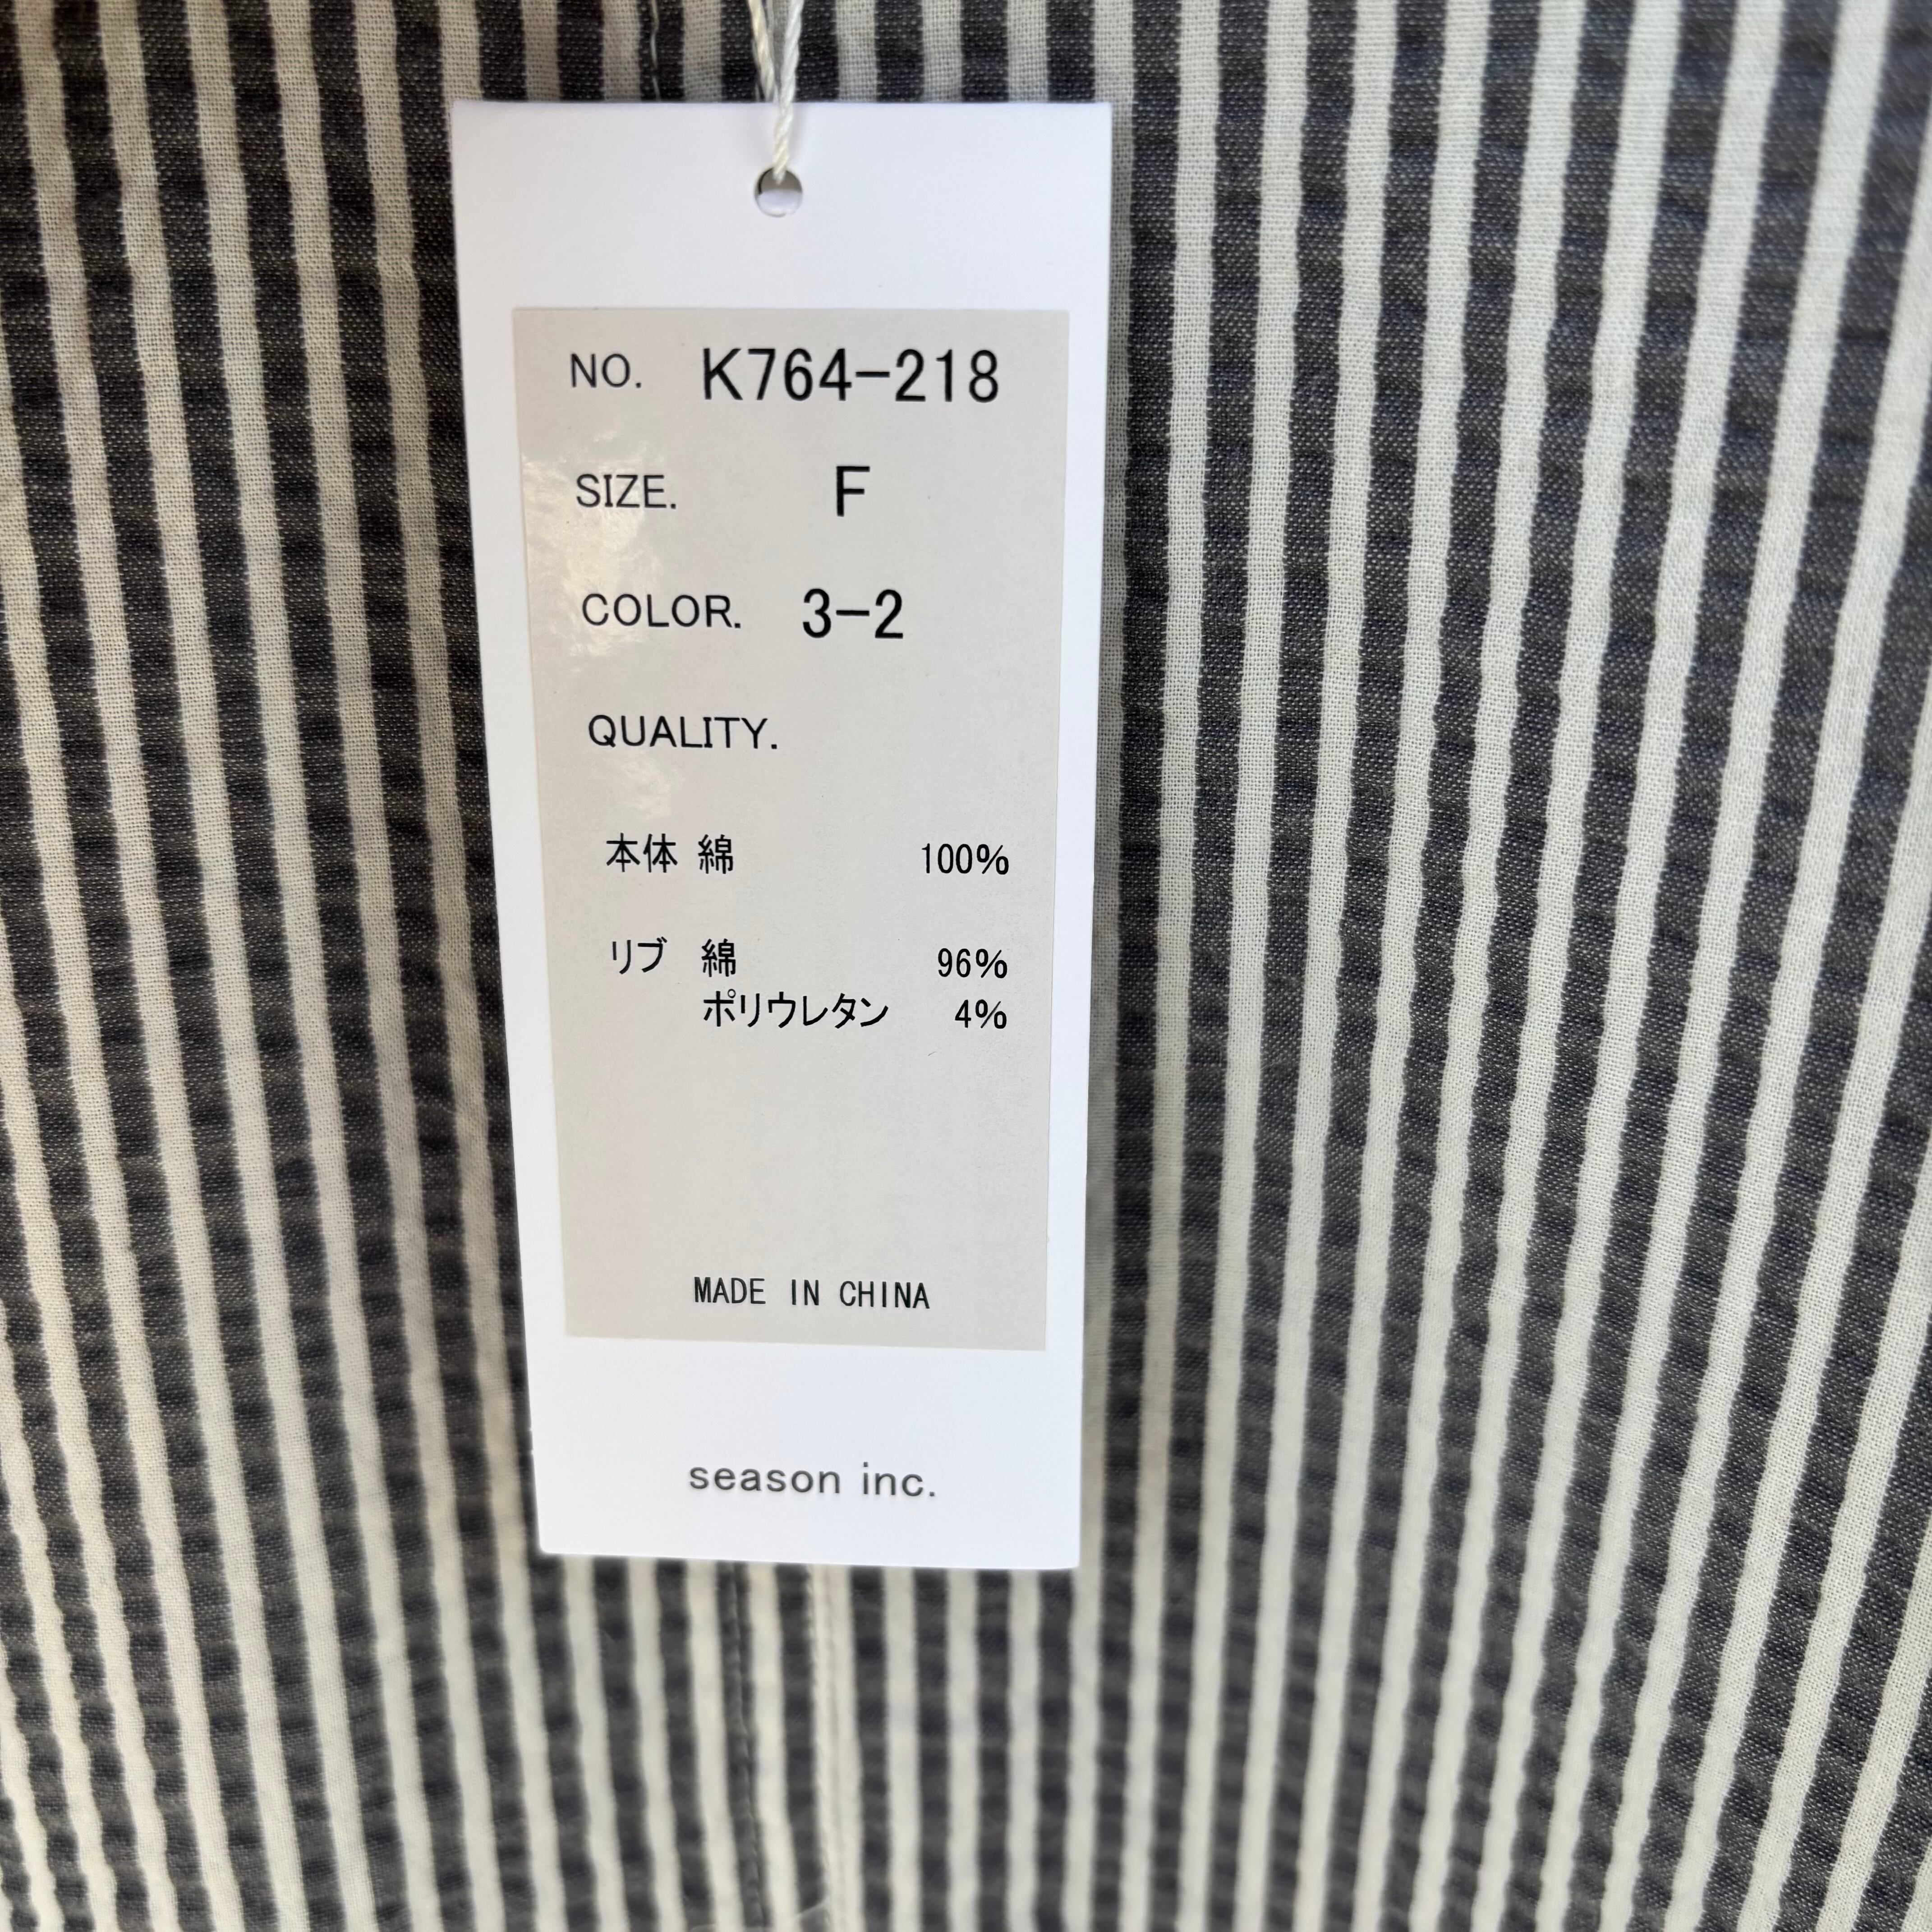 NO. K764-218
SIZE. F
COLOR. 3-2
QUALITY.
本体 綿 100%
リブ 綿 96%
ポリウレタン 4%
MADE IN CHINA
season inc.